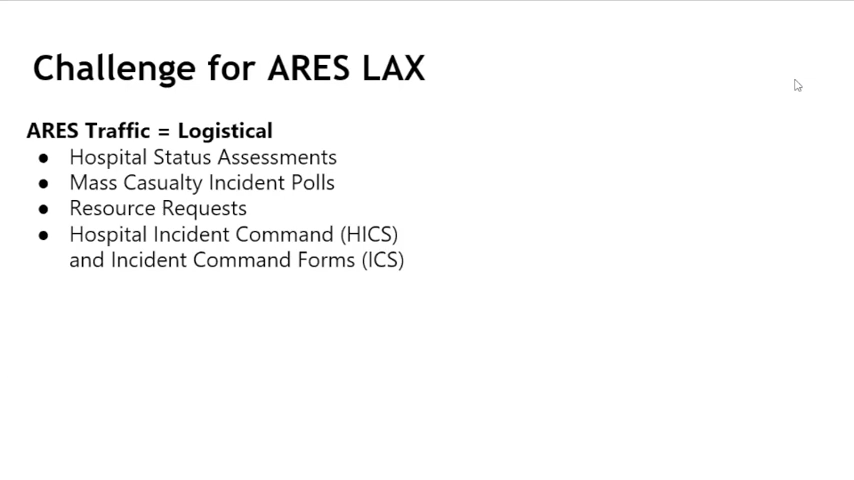 Challenge for ARES LAX
ARES Traffic = Logistical
● Hospital Status Assessments
● Mass Casualty Incident Polls
● Resource Requests
● Hospital Incident Command (HICS)
and Incident Command Forms (ICS)